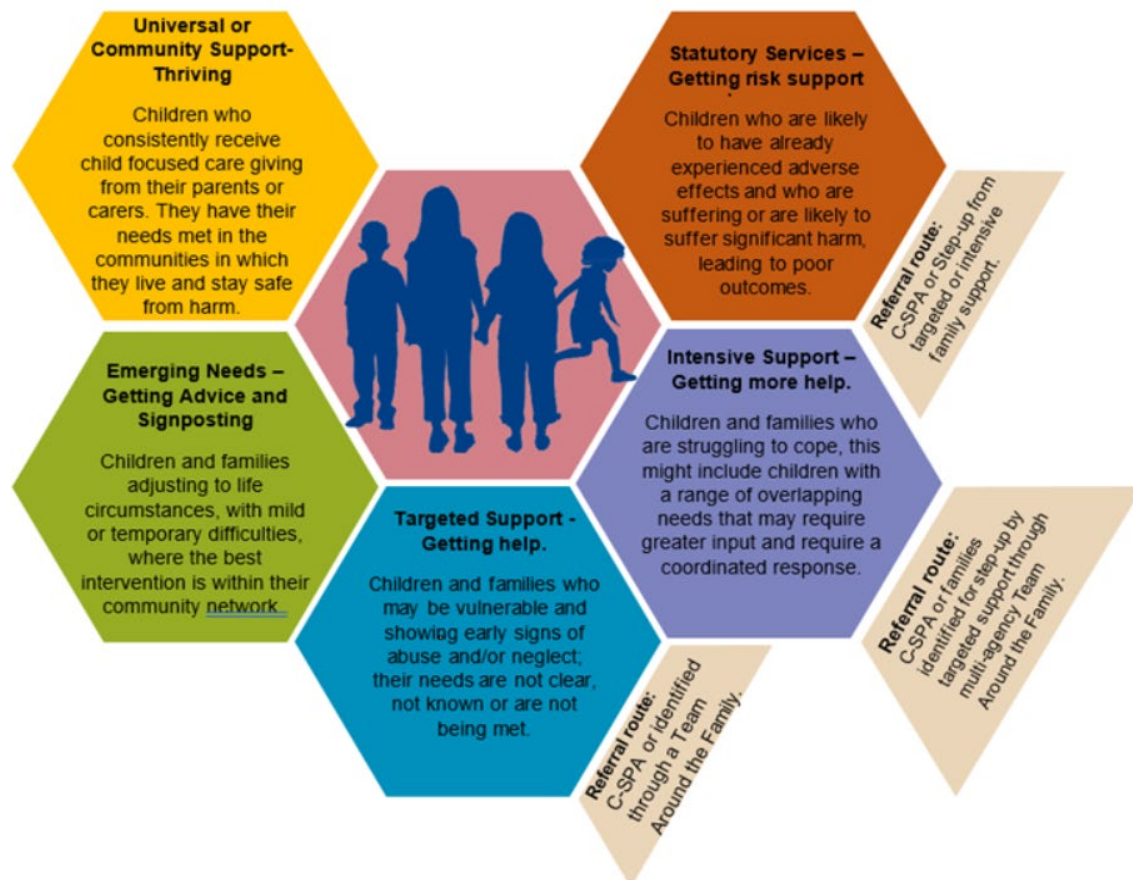 Universal or
Community Support-
Thriving
Children who
consistently receive
child focused care giving
from their parents or
carers. They have their
needs met in the
communities in which
they live and stay safe
from harm.
Emerging Needs –
Getting Advice and
Signposting
Children and families
adjusting to life
circumstances, with mild
or temporary difficulties,
where the best
intervention is within their
community network
Targeted Support -
Getting help.
Children and families who
may be vulnerable and
showing early signs of
abuse and/or neglect;
their needs are not clear,
not known or are not
being met.
Referral route:
C-SPA or identified
through a Team
Around the Family.
Intensive Support –
Getting more help.
Children and families who
are struggling to cope, this
might include children with
a range of overlapping
needs that may require
greater input and require a
coordinated response.
Referral route:
C-SPA or families
identified for step-up by
targeted support through
multi-agency Team
Around the Family.
Statutory Services –
Getting risk support
Children who are likely
to have already
experienced adverse
effects and who are
suffering or are likely to
suffer significant harm,
leading to poor
outcomes.
Referral route:
C-SPA or Step-up from
targeted or intensive
family support.